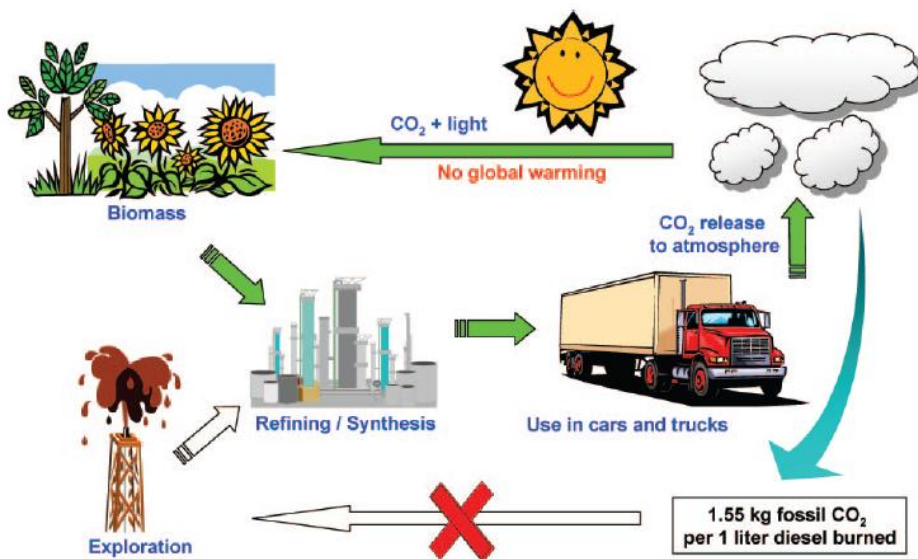 CO₂ + light
No global warming
Biomass
CO₂ release
to atmosphere
Refining / Synthesis
Use in cars and trucks
Exploration
1.55 kg fossil CO₂
per 1 liter diesel burned